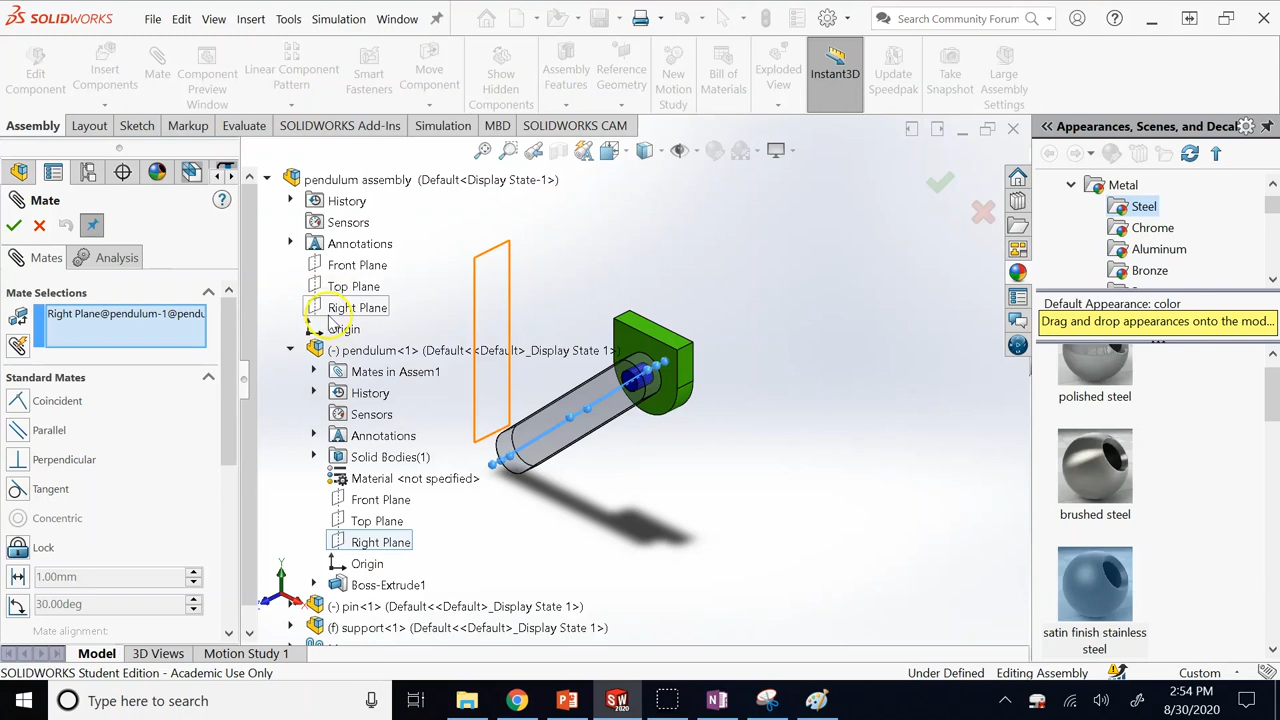 SOLIDWORKS File Edit View Insert Tools Simulation Window Search Community Forum
Edit Component
Insert Components
Mate
Component Preview Window
Linear Component Pattern
Smart Fasteners
Move Component
Show Hidden Components
Assembly Features
Reference Geometry
New Motion Study
Bill of Materials
Exploded View
Instant3D
Update Speedpak
Take Snapshot
Large Assembly Settings
Assembly Layout Sketch Markup Evaluate SOLIDWORKS Add-Ins Simulation MBD SOLIDWORKS CAM
Mate
Mates Analysis
Mate Selections
Right Plane@pendulum-1@pendu
Standard Mates
Coincident
Parallel
Perpendicular
Tangent
Concentric
Lock
1.00mm
30.00deg
Mate alignment:
pendulum assembly (Default<Display State-1>)
History
Sensors
Annotations
Front Plane
Top Plane
Right Plane
Origin
(-) pendulum<1> (Default<<Default>_Display State 1>)
Mates in Assem1
History
Sensors
Annotations
Solid Bodies(1)
Material <not specified>
Front Plane
Top Plane
Right Plane
Origin
Boss-Extrude1
(-) pin<1> (Default<<Default>_Display State 1>)
(f) support<1> (Default<<Default>_Display State 1>)
Y
Appearances, Scenes, and Decal
Metal
Steel
Chrome
Aluminum
Bronze
Default Appearance: color
Drag and drop appearances onto the mod...
polished steel
brushed steel
satin finish stainless
steel
Model 3D Views Motion Study 1
SOLIDWORKS Student Edition - Academic Use Only Under Defined Editing Assembly Custom
Type here to search
SW
2020
2:54 PM
8/30/2020